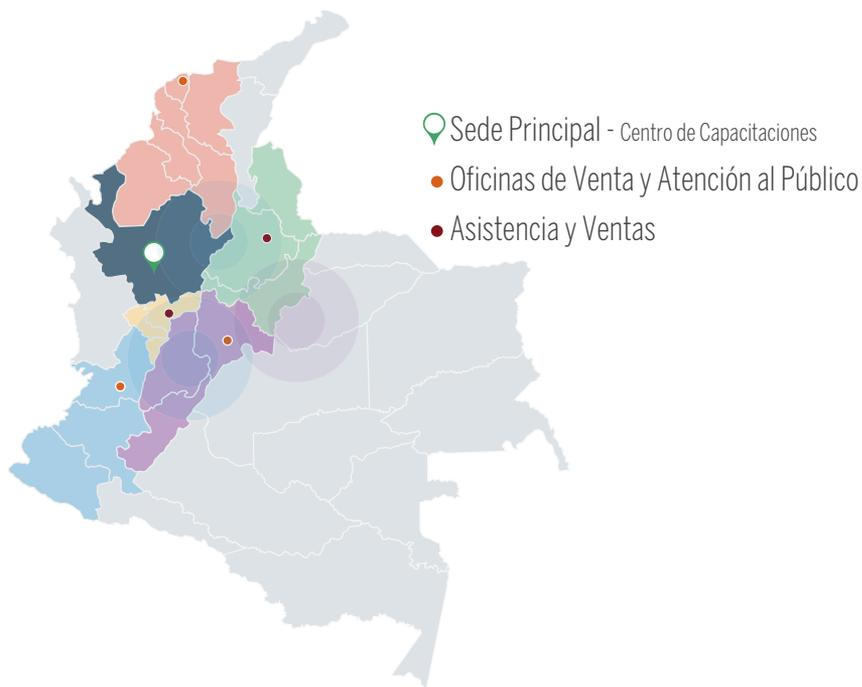 Sede Principal - Centro de Capacitaciones
Oficinas de Venta y Atención al Público
Asistencia y Ventas